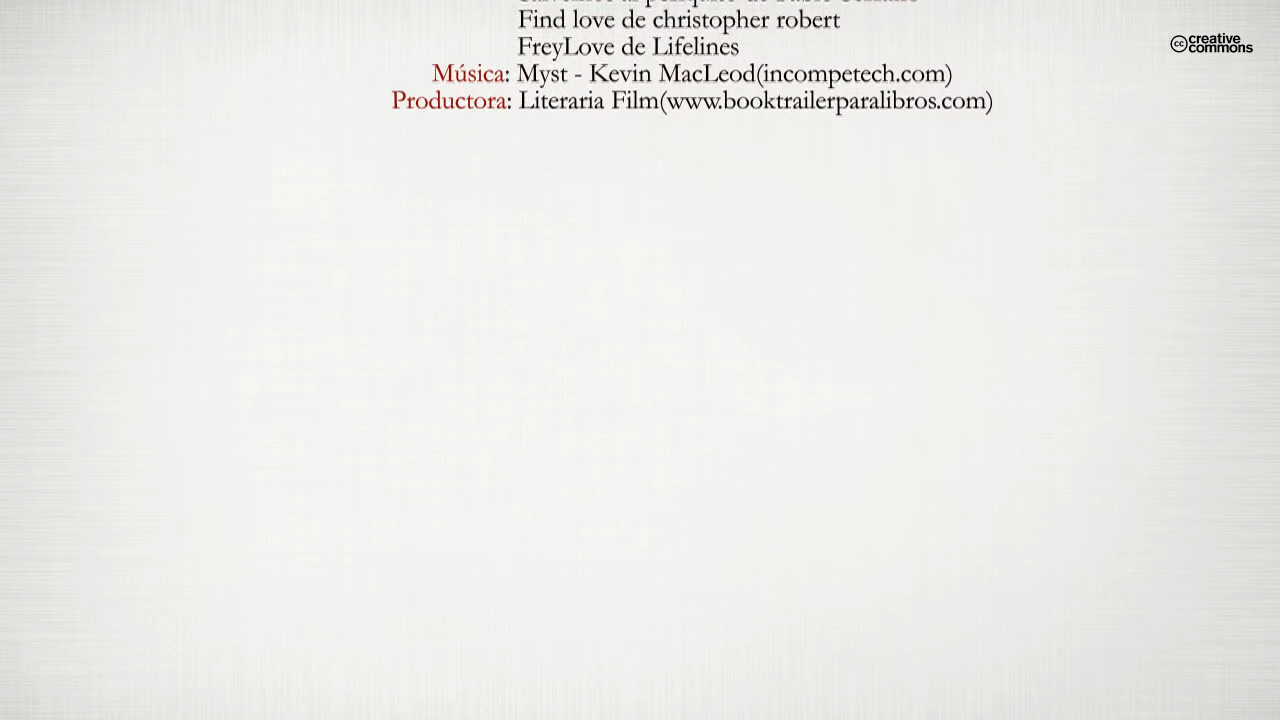 Find love de christopher robert
FreyLove de Lifelines
Música: Myst - Kevin MacLeod(incompetech.com)
Productora: Literaria Film(www.booktrailerparalibros.com)
cc creative
commons